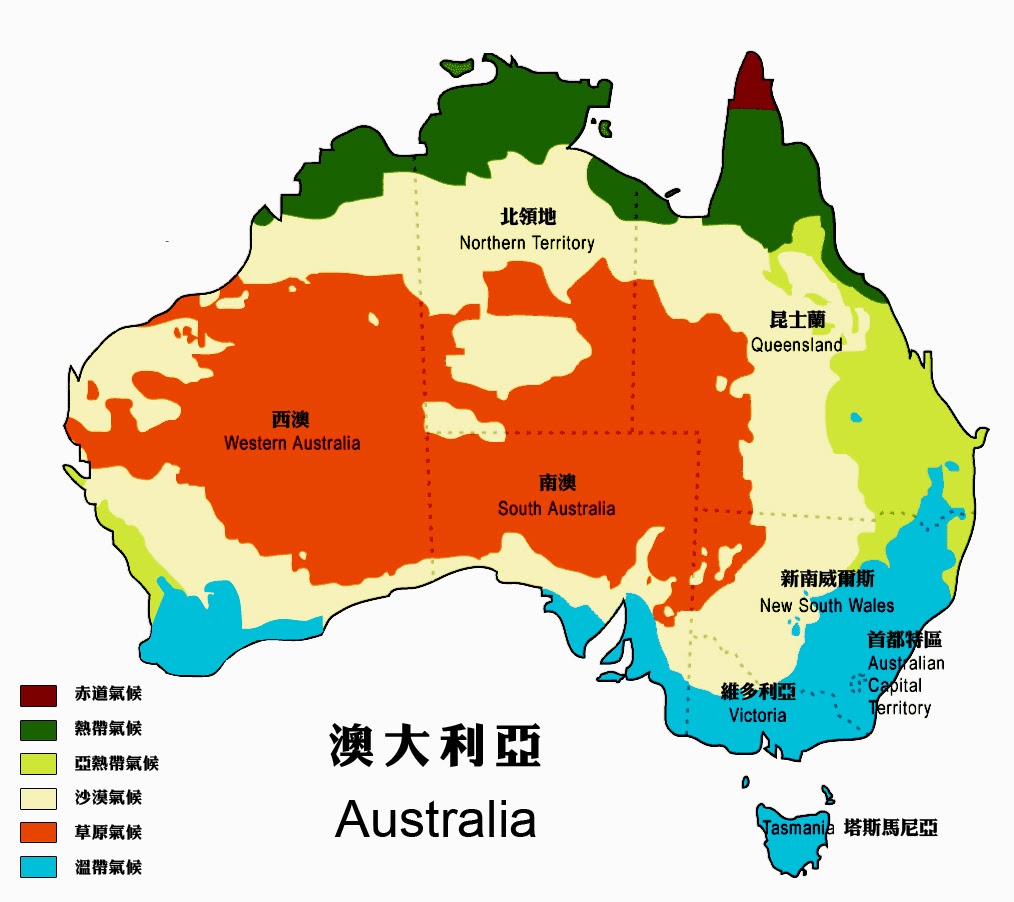 北領地
Northern Territory
昆士蘭
Queensland
西澳
Western Australia
南澳
South Australia
新南威爾斯
New South Wales
首都特區
Australian
Capital
Territory
維多利亞
Victoria
赤道氣候
熱帶氣候
亞熱帶氣候
沙漠氣候
草原氣候
溫帶氣候
澳大利亞
Australia
Tasmania 塔斯馬尼亞